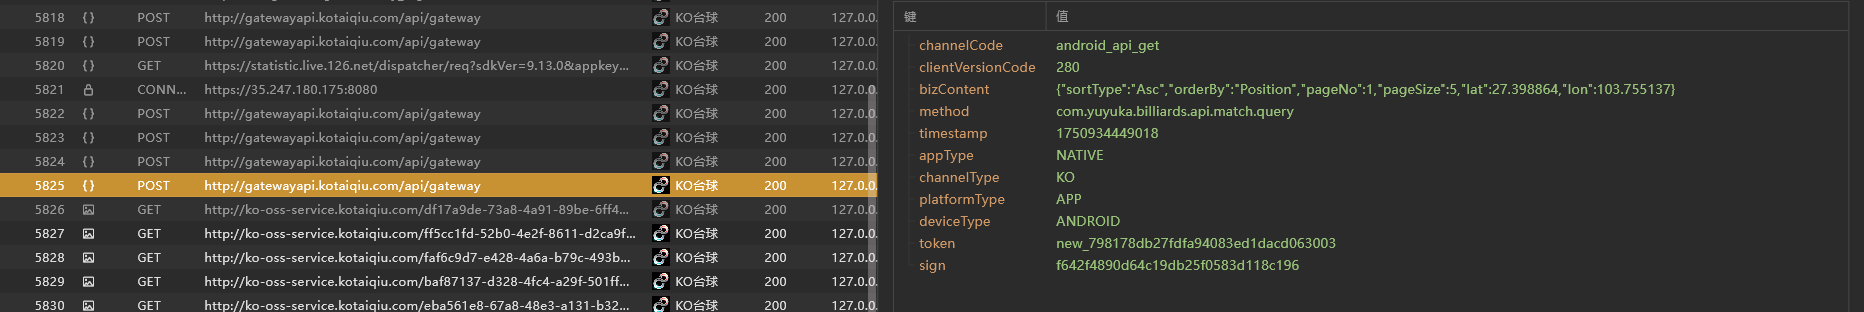 5818 {} POST http://gatewayapi.kotaiqiu.com/api/gateway KO台球 200 127.0.0.
5819 {} POST http://gatewayapi.kotaiqiu.com/api/gateway KO台球 200 127.0.0.
5820 {} GET https://statistic.live.126.net/dispatcher/req?sdkVer=9.13.0&appkey... KO台球 200 127.0.0.
5821 CONN... https://35.247.180.175:8080 KO台球 200 127.0.0.
5822 {} POST http://gatewayapi.kotaiqiu.com/api/gateway KO台球 200 127.0.0.
5823 {} POST http://gatewayapi.kotaiqiu.com/api/gateway KO台球 200 127.0.0.
5824 {} POST http://gatewayapi.kotaiqiu.com/api/gateway KO台球 200 127.0.0.
5825 {} POST http://gatewayapi.kotaiqiu.com/api/gateway KO台球 200 127.0.0.
5826 GET http://ko-oss-service.kotaiqiu.com/df17a9de-73a8-4a91-89be-6ff4... KO台球 200 127.0.0.
5827 GET http://ko-oss-service.kotaiqiu.com/ff5cc1fd-52b0-4e2f-8611-d2ca9f... KO台球 200 127.0.0.
5828 GET http://ko-oss-service.kotaiqiu.com/faf6c9d7-e428-4a6a-b79c-493b... KO台球 200 127.0.0.
5829 GET http://ko-oss-service.kotaiqiu.com/baf87137-d328-4fc4-a29f-501ff... KO台球 200 127.0.0.
5830 GET http://ko-oss-service.kotaiqiu.com/eba561e8-67a8-48e3-a131-b32... KO台球 200 127.0.0.
键 值
channelCode android_api_get
clientVersionCode 280
bizContent {"sortType":"Asc","orderBy":"Position","pageNo":1,"pageSize":5,"lat":27.398864,"lon":103.755137}
method com.yuyuka.billiards.api.match.query
timestamp 1750934449018
appType NATIVE
channelType KO
platformType APP
deviceType ANDROID
token new_798178db27fdfa94083ed1dacd063003
sign f642f4890d64c19db25f0583d118c196